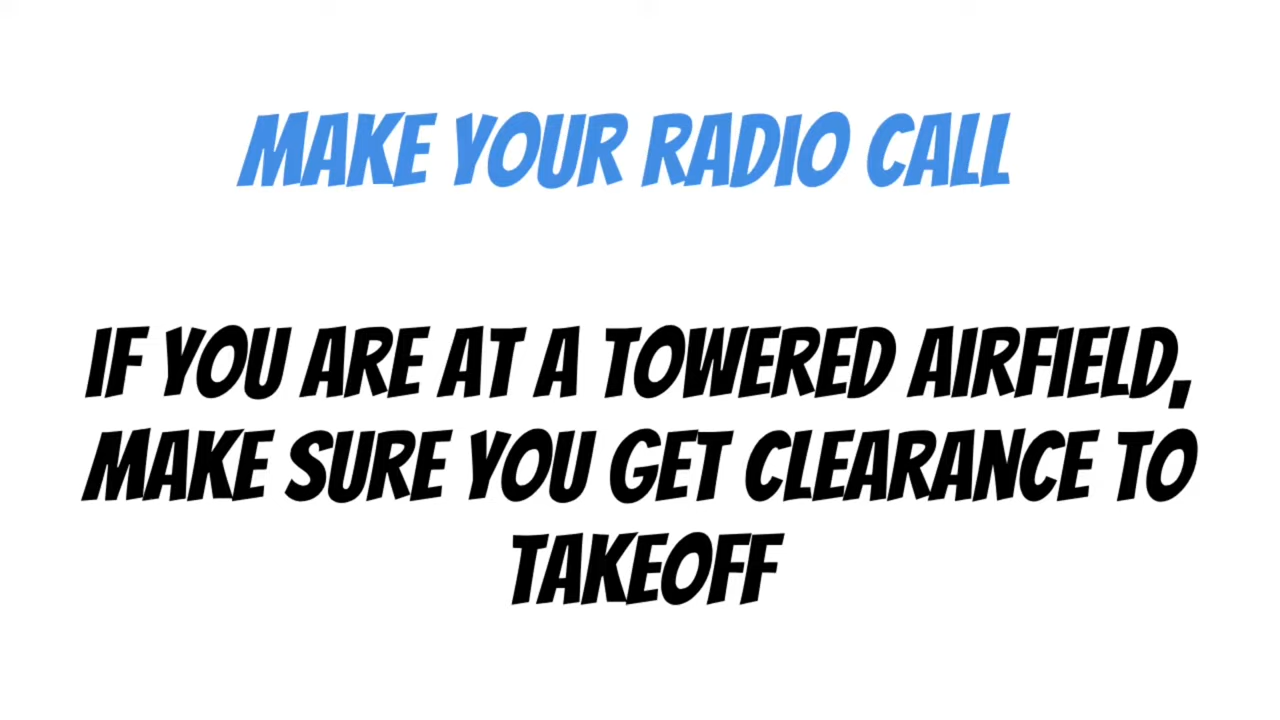 MAKE YOUR RADIO CALL
IF YOU ARE AT A TOWERED AIRFIELD,
MAKE SURE YOU GET CLEARANCE TO
TAKEOFF